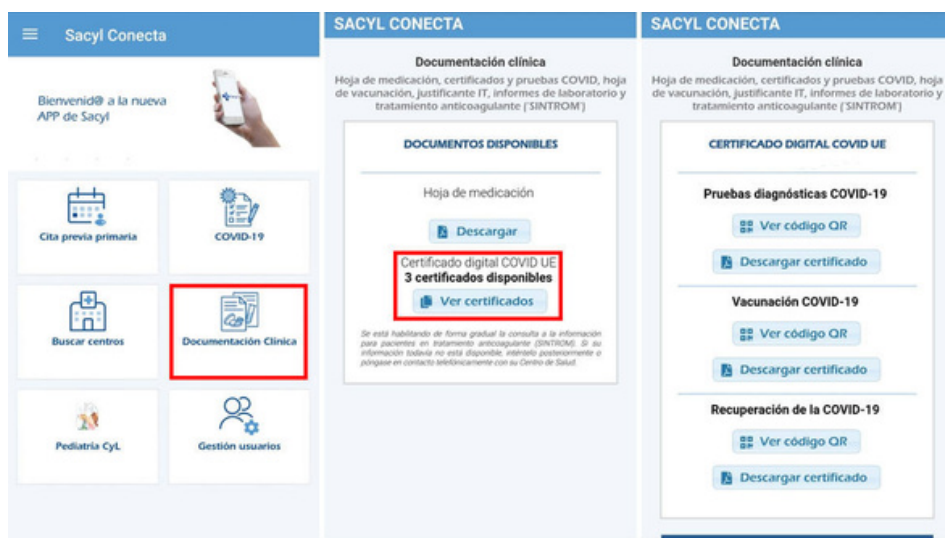 Sacyl Conecta
Bienvenid@ a la nueva
APP de Sacyl
Cita previa primaria
COVID-19
Buscar centros
Documentación Clínica
Pediatría CyL
Gestión usuarios
SACYL CONECTA
Documentación clínica
Hoja de medicación, certificados y pruebas COVID, hoja
de vacunación, justificante IT, informes de laboratorio y
tratamiento anticoagulante ('SINTROM')
DOCUMENTOS DISPONIBLES
Hoja de medicación
Descargar
Certificado digital COVID UE
3 certificados disponibles
Ver certificados
Se está habilitando de forma gradual la consulta a la información
para pacientes en tratamiento anticoagulante (SINTROM). Si su
información todavía no está disponible, inténtelo posteriormente o
póngase en contacto telefónicamente con su Centro de Salud.
SACYL CONECTA
Documentación clínica
Hoja de medicación, certificados y pruebas COVID, hoja
de vacunación, justificante IT, informes de laboratorio y
tratamiento anticoagulante ('SINTROM')
CERTIFICADO DIGITAL COVID UE
Pruebas diagnósticas COVID-19
Ver código QR
Descargar certificado
Vacunación COVID-19
Ver código QR
Descargar certificado
Recuperación de la COVID-19
Ver código QR
Descargar certificado